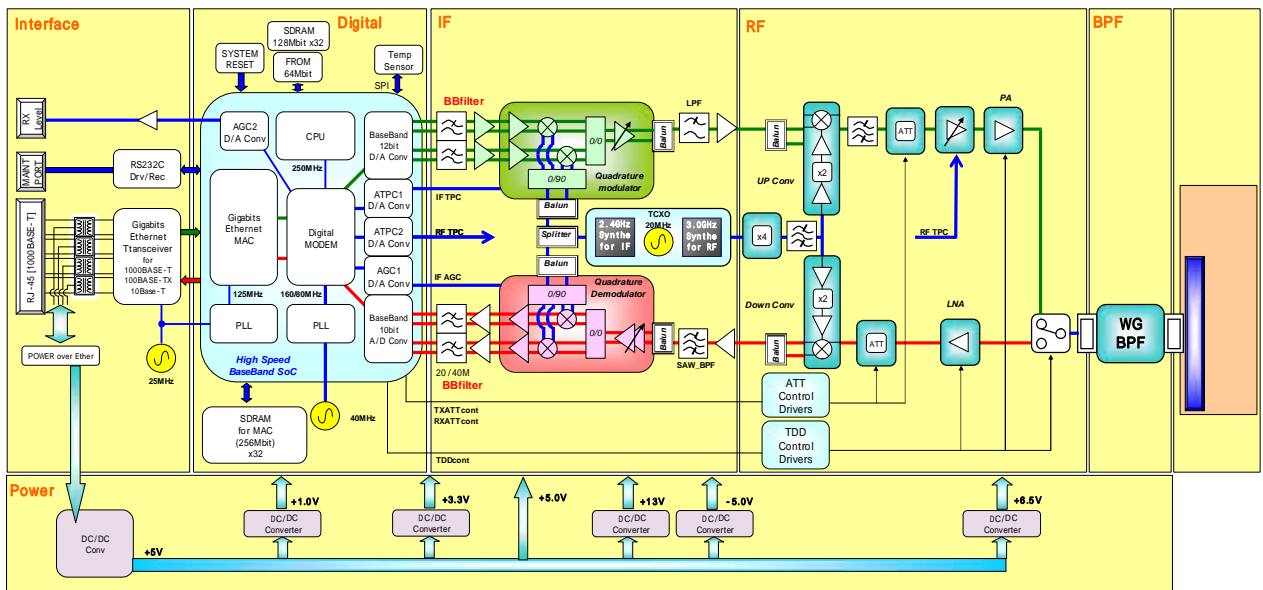 Interface
Digital
IF
RF
BPF
SDRAM
128Mbit x32
SYSTEM
RESET
FROM
64Mbit
Temp
Sensor
SPI
RX
Level
AGC2
D/A Conv
CPU
250MHz
BaseBand
12bit
D/A Conv
BBfilter
0/0
0/90
Quadrature
modulator
Balun
LPF
Balun
UP Conv
x2
ATT
PA
MAINT
PORT
RS232C
Drv/Rec
RJ-45 [1000BASE-T]
Gigabits
Ethernet
Ttansceiver
for
1000BASE-T
100BASE-TX
10Base-T
Gigabits
Ethernet
MAC
Digital
MODEM
ATPC1
D/A Conv
ATPC2
D/A Conv
AGC1
D/A Conv
IF TPC
RF TPC
IF AGC
Balun
Splitter
Balun
TCXO
20MHz
2.4GHz
Synthe
for IF
3.0GHz
Synthe
for RF
x4
RF TPC
125MHz
160/80MHz
PLL
PLL
BaseBand
10bit
A/D Conv
High Speed
BaseBand SoC
20/40M
BBfilter
Quadrature
Demodulator
0/90
0/0
Balun
SAW_BPF
Balun
Down Conv
x2
ATT
LNA
WG
BPF
POWER over Ether
25MHz
40MHz
SDRAM
for MAC
(256Mbit)
x32
TXATTcont
RXATTcont
TDDcont
ATT
Control
Drivers
TDD
Control
Drivers
Power
DC/DC
Conv
+5V
+1.0V
DC/DC
Converter
+3.3V
DC/DC
Converter
+5.0V
+13V
DC/DC
Converter
-5.0V
DC/DC
Converter
+6.5V
DC/DC
Converter